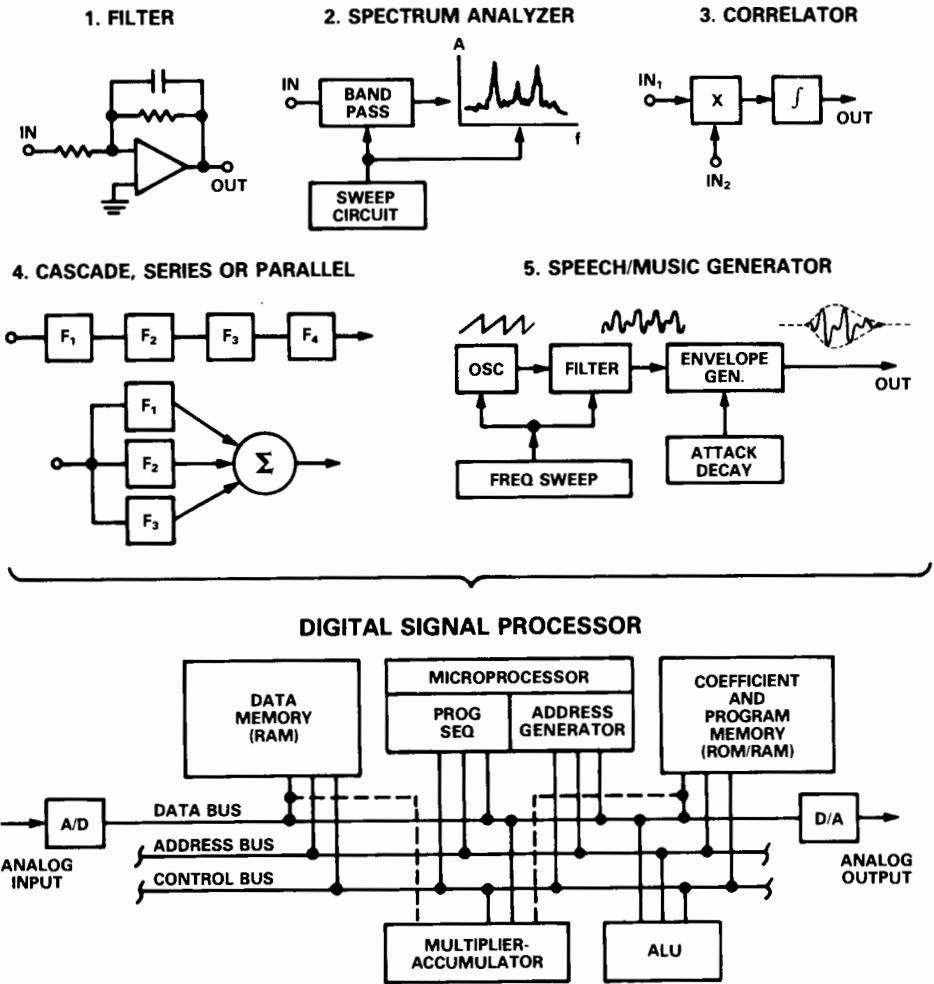 1. FILTER
IN
OUT
2. SPECTRUM ANALYZER
IN
BAND
PASS
A
f
SWEEP
CIRCUIT
3. CORRELATOR
IN₁
X
∫
OUT
IN₂
4. CASCADE, SERIES OR PARALLEL
F₁
F₂
F₃
F₄
F₁
F₂
F₃
Σ
5. SPEECH/MUSIC GENERATOR
OSC
FILTER
ENVELOPE
GEN.
OUT
FREQ SWEEP
ATTACK
DECAY
DIGITAL SIGNAL PROCESSOR
DATA
MEMORY
(RAM)
MICROPROCESSOR
PROG
SEQ
ADDRESS
GENERATOR
COEFFICIENT
AND
PROGRAM
MEMORY
(ROM/RAM)
A/D
DATA BUS
D/A
ANALOG
INPUT
ADDRESS BUS
ANALOG
OUTPUT
CONTROL BUS
MULTIPLIER-
ACCUMULATOR
ALU